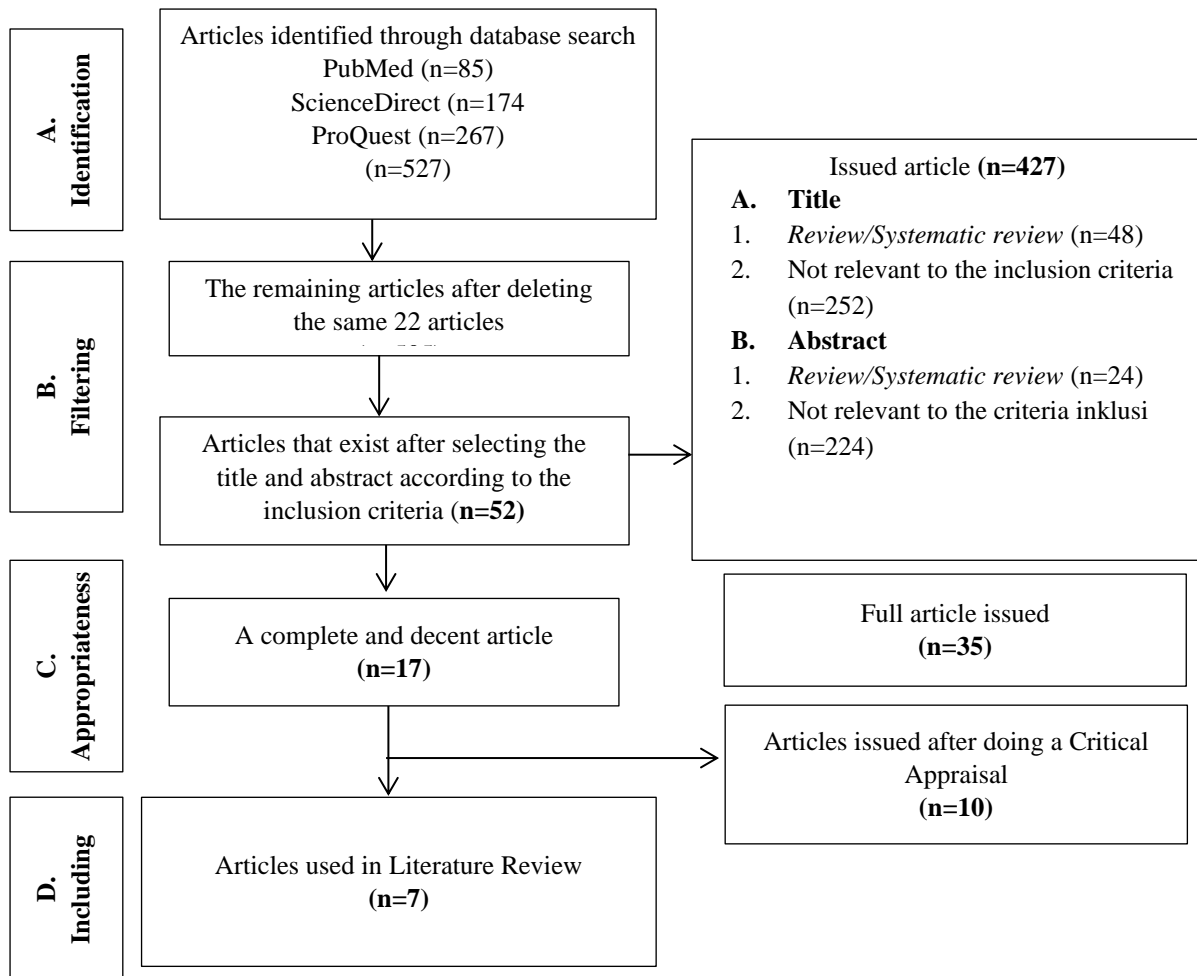 A.
Identification
Articles identified through database search
PubMed (n=85)
ScienceDirect (n=174
ProQuest (n=267)
(n=527)
Issued article (n=427)
A. Title
1. Review/Systematic review (n=48)
2. Not relevant to the inclusion criteria
(n=252)
B. Abstract
1. Review/Systematic review (n=24)
2. Not relevant to the criteria inklusi
(n=224)
B.
Filtering
The remaining articles after deleting
the same 22 articles
Articles that exist after selecting the
title and abstract according to the
inclusion criteria (n=52)
C.
Appropriateness
A complete and decent article
(n=17)
Full article issued
(n=35)
Articles issued after doing a Critical
Appraisal
(n=10)
D.
Including
Articles used in Literature Review
(n=7)